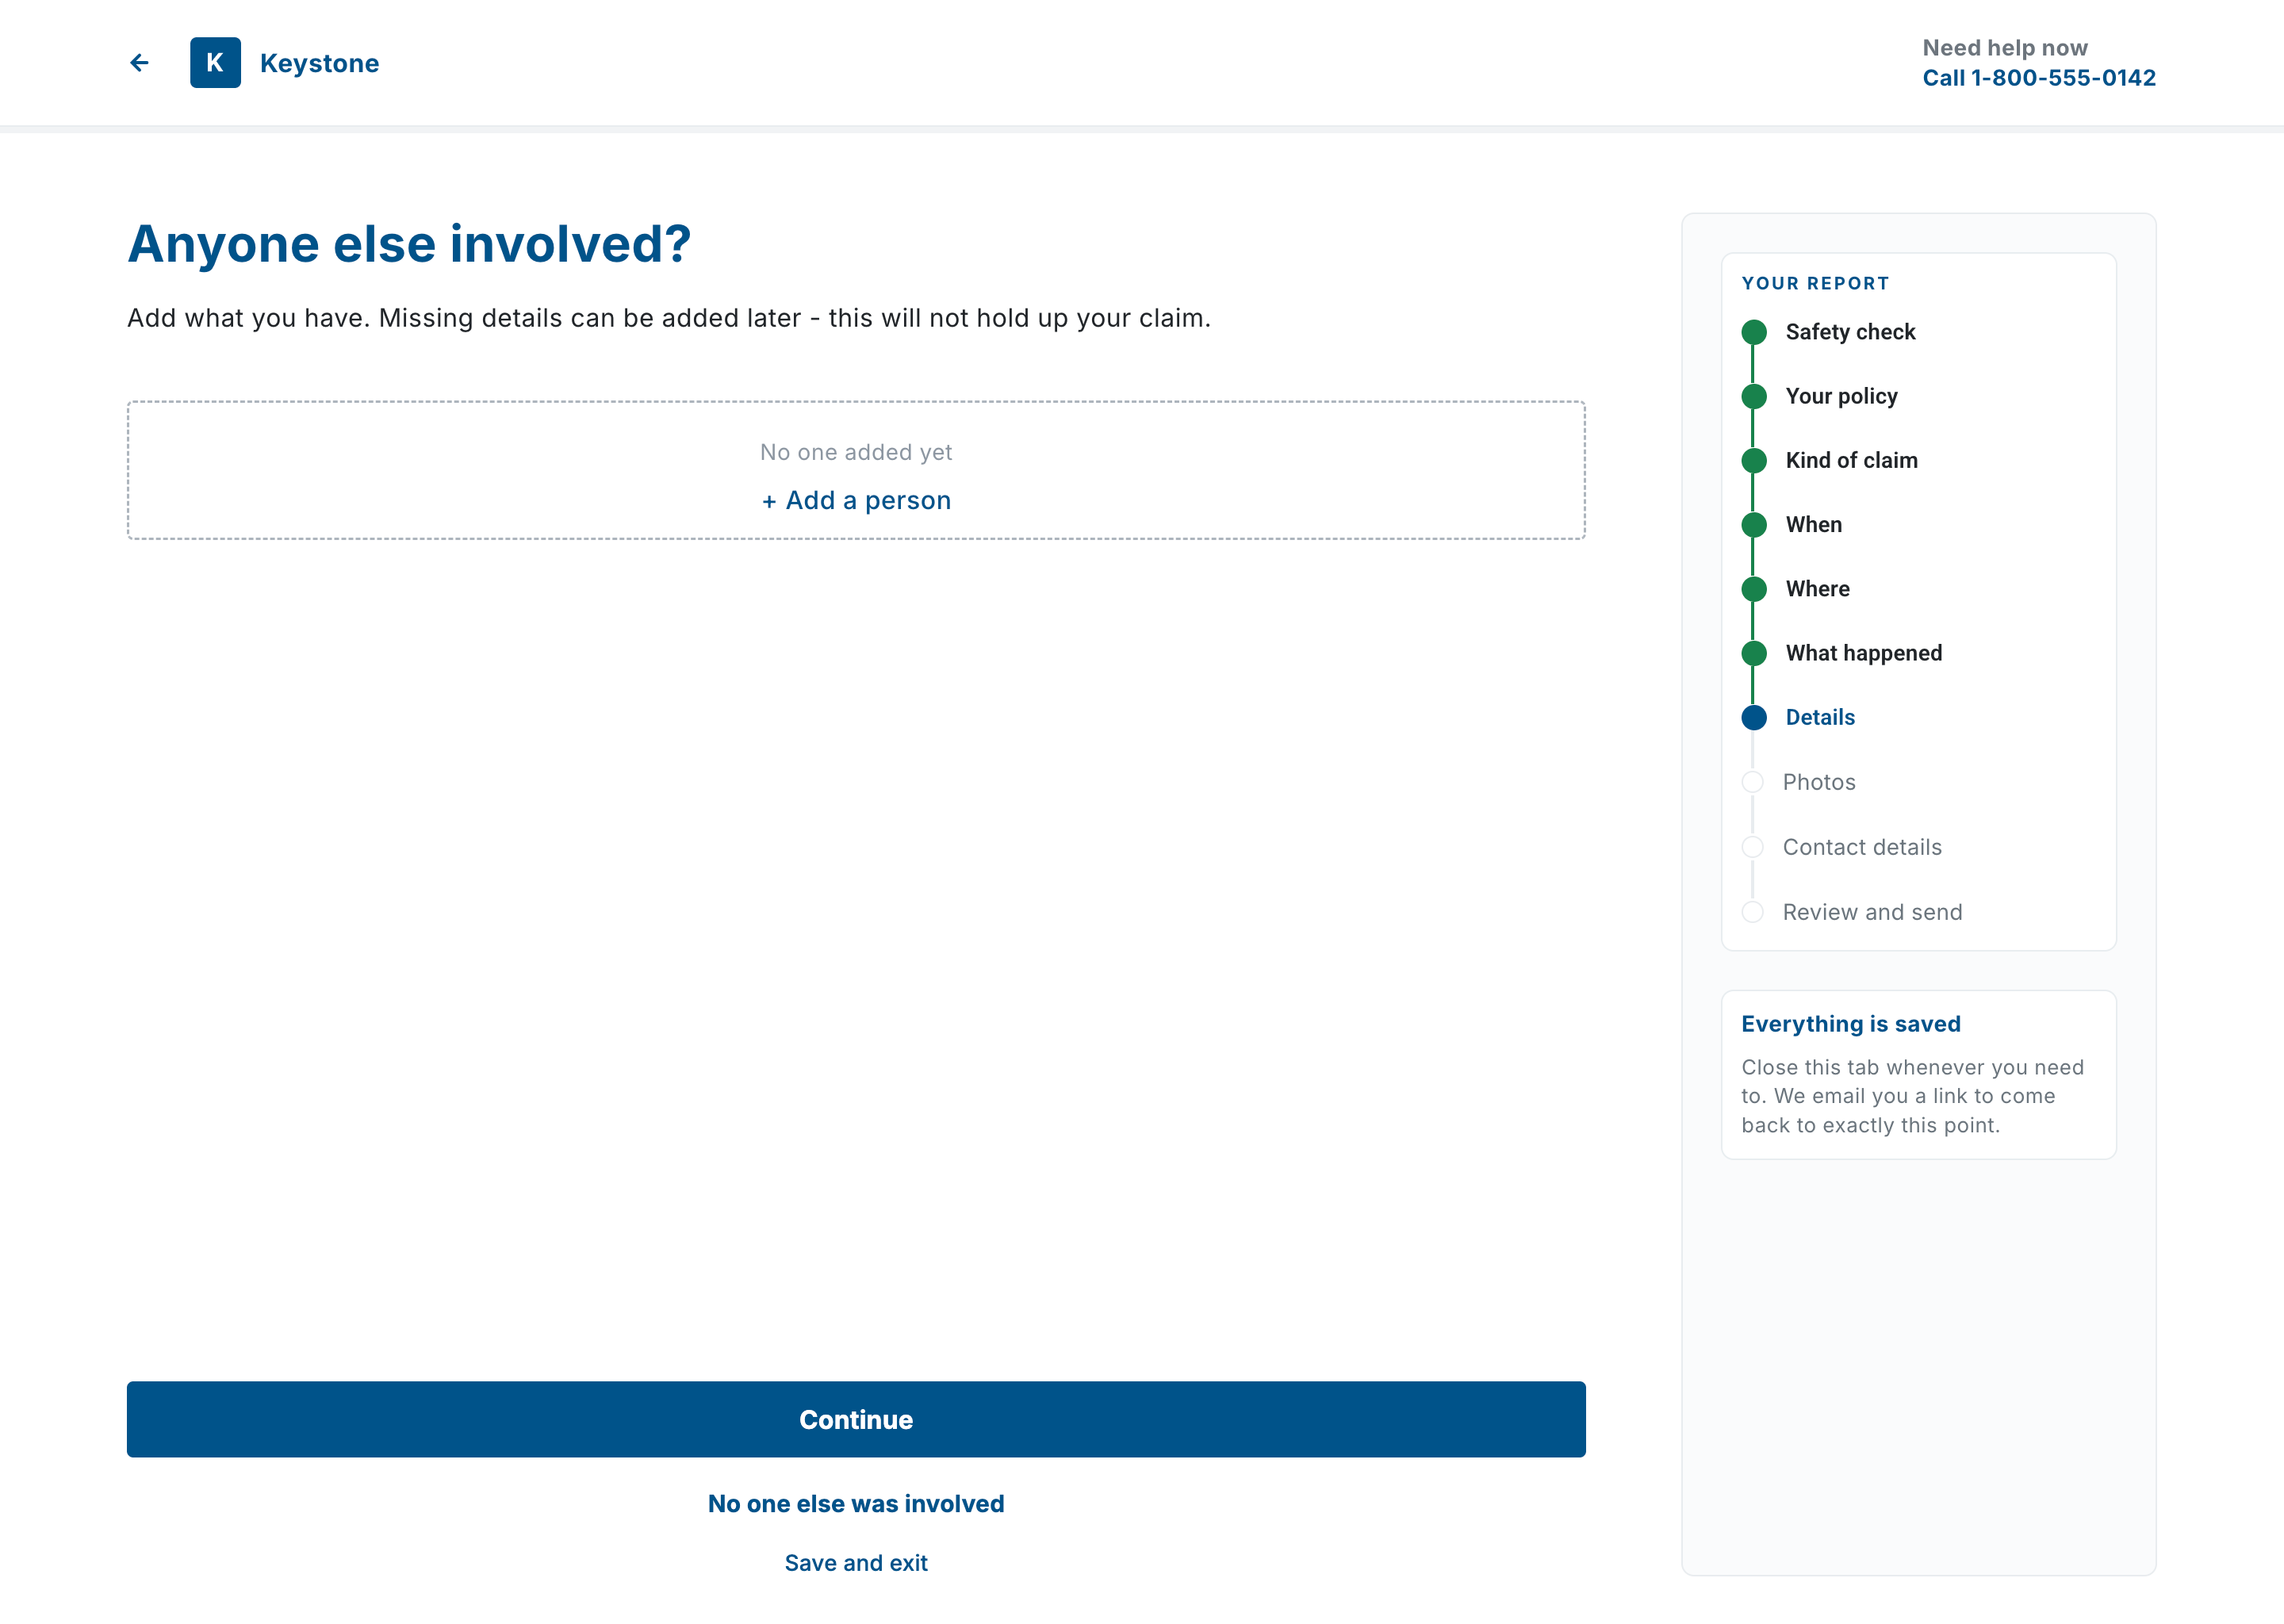 K
Keystone
Need help now
Call 1-800-555-0142
Anyone else involved?
Add what you have. Missing details can be added later - this will not hold up your claim.
No one added yet
+ Add a person
Continue
No one else was involved
Save and exit
YOUR REPORT
Safety check
Your policy
Kind of claim
When
Where
What happened
Details
Photos
Contact details
Review and send
Everything is saved
Close this tab whenever you need
to. We email you a link to come
back to exactly this point.